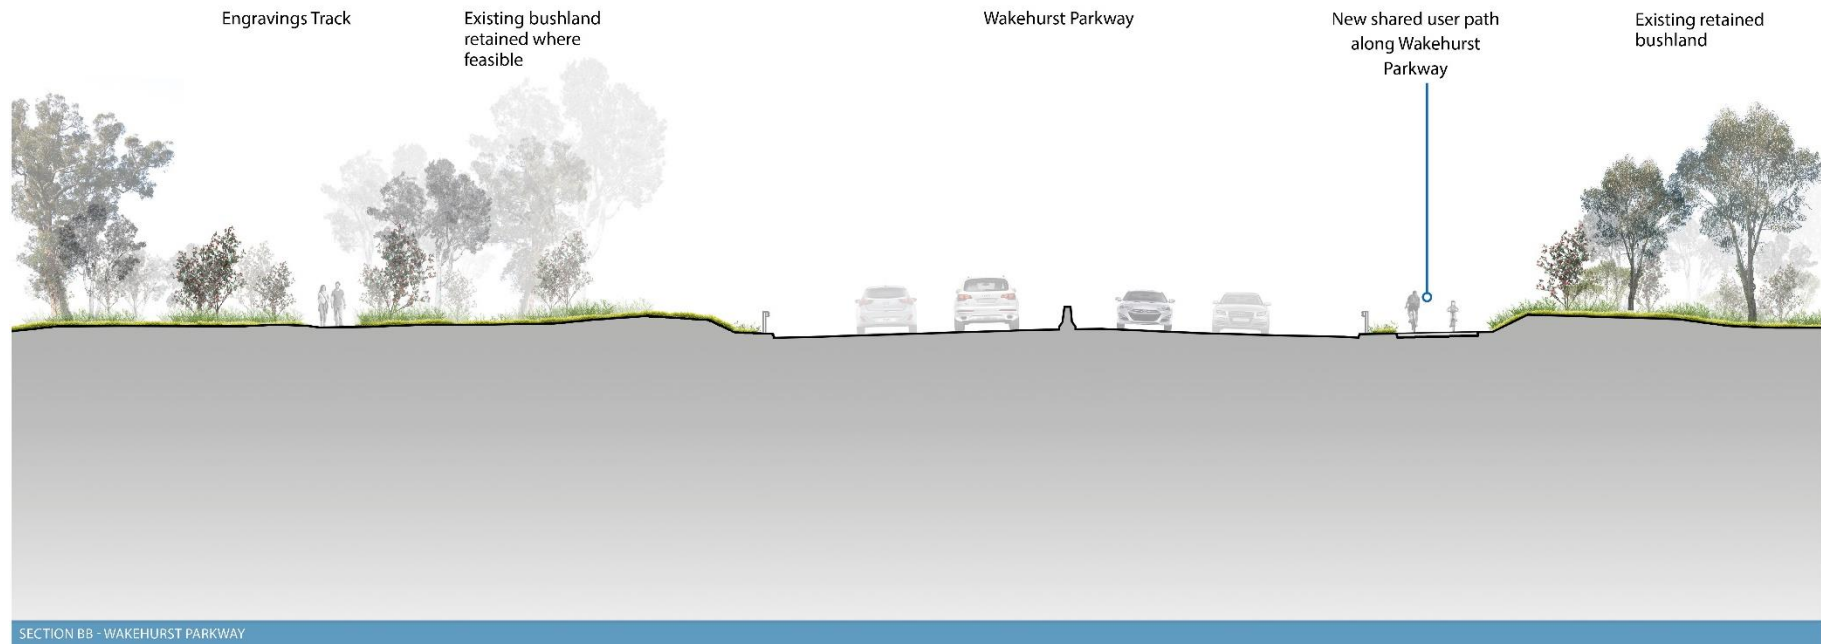 Engravings Track
Existing bushland
retained where
feasible
Wakehurst Parkway
New shared user path
along Wakehurst
Parkway
Existing retained
bushland
SECTION BB - WAKEHURST PARKWAY